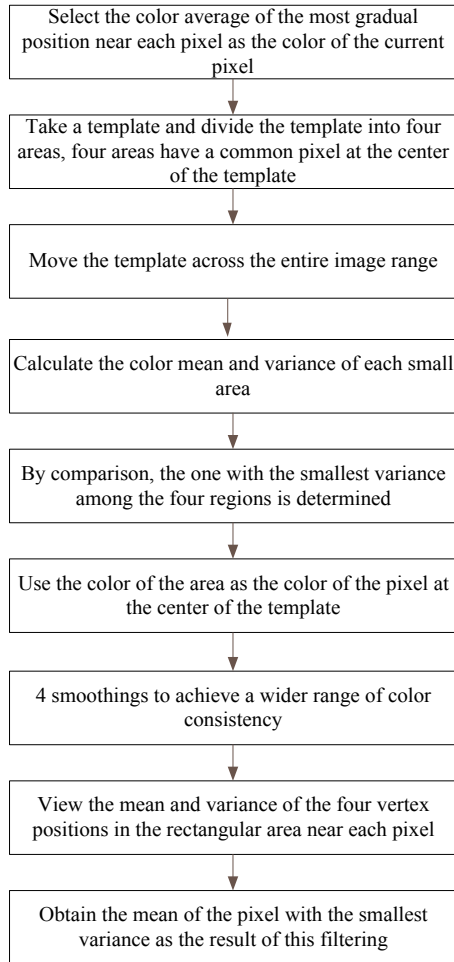 Select the color average of the most gradual
position near each pixel as the color of the current
pixel
Take a template and divide the template into four
areas, four areas have a common pixel at the center
of the template
Move the template across the entire image range
Calculate the color mean and variance of each small
area
By comparison, the one with the smallest variance
among the four regions is determined
Use the color of the area as the color of the pixel at
the center of the template
4 smoothings to achieve a wider range of color
consistency
View the mean and variance of the four vertex
positions in the rectangular area near each pixel
Obtain the mean of the pixel with the smallest
variance as the result of this filtering